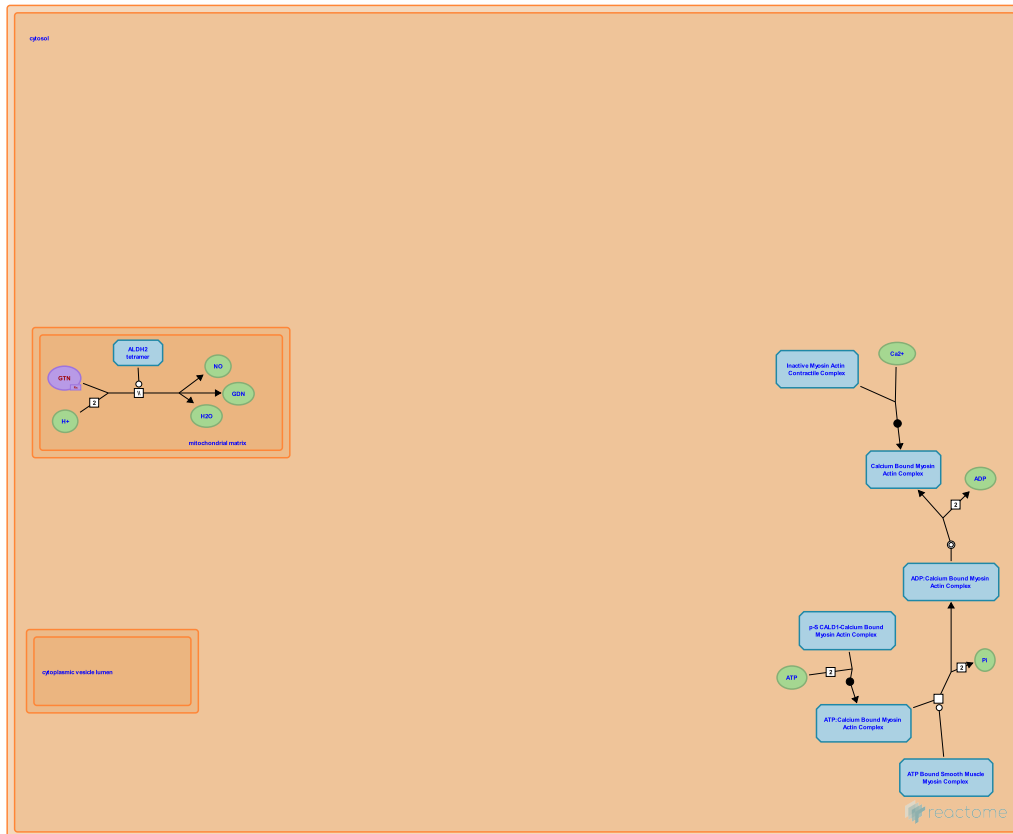 cytosol
ALDH2
tetramer
GTN
NO
GDN
2
H2O
H+
mitochondrial matrix
Inactive Myosin Actin
Contractile Complex
Ca2+
Calcium Bound Myosin
Actin Complex
ADP
2
ADP:Calcium Bound Myosin
Actin Complex
p-S CALD1-Calcium Bound
Myosin Actin Complex
Pi
2
ATP
2
cytoplasmic vesicle lumen
ATP:Calcium Bound Myosin
Actin Complex
ATP Bound Smooth Muscle
Myosin Complex
reactome